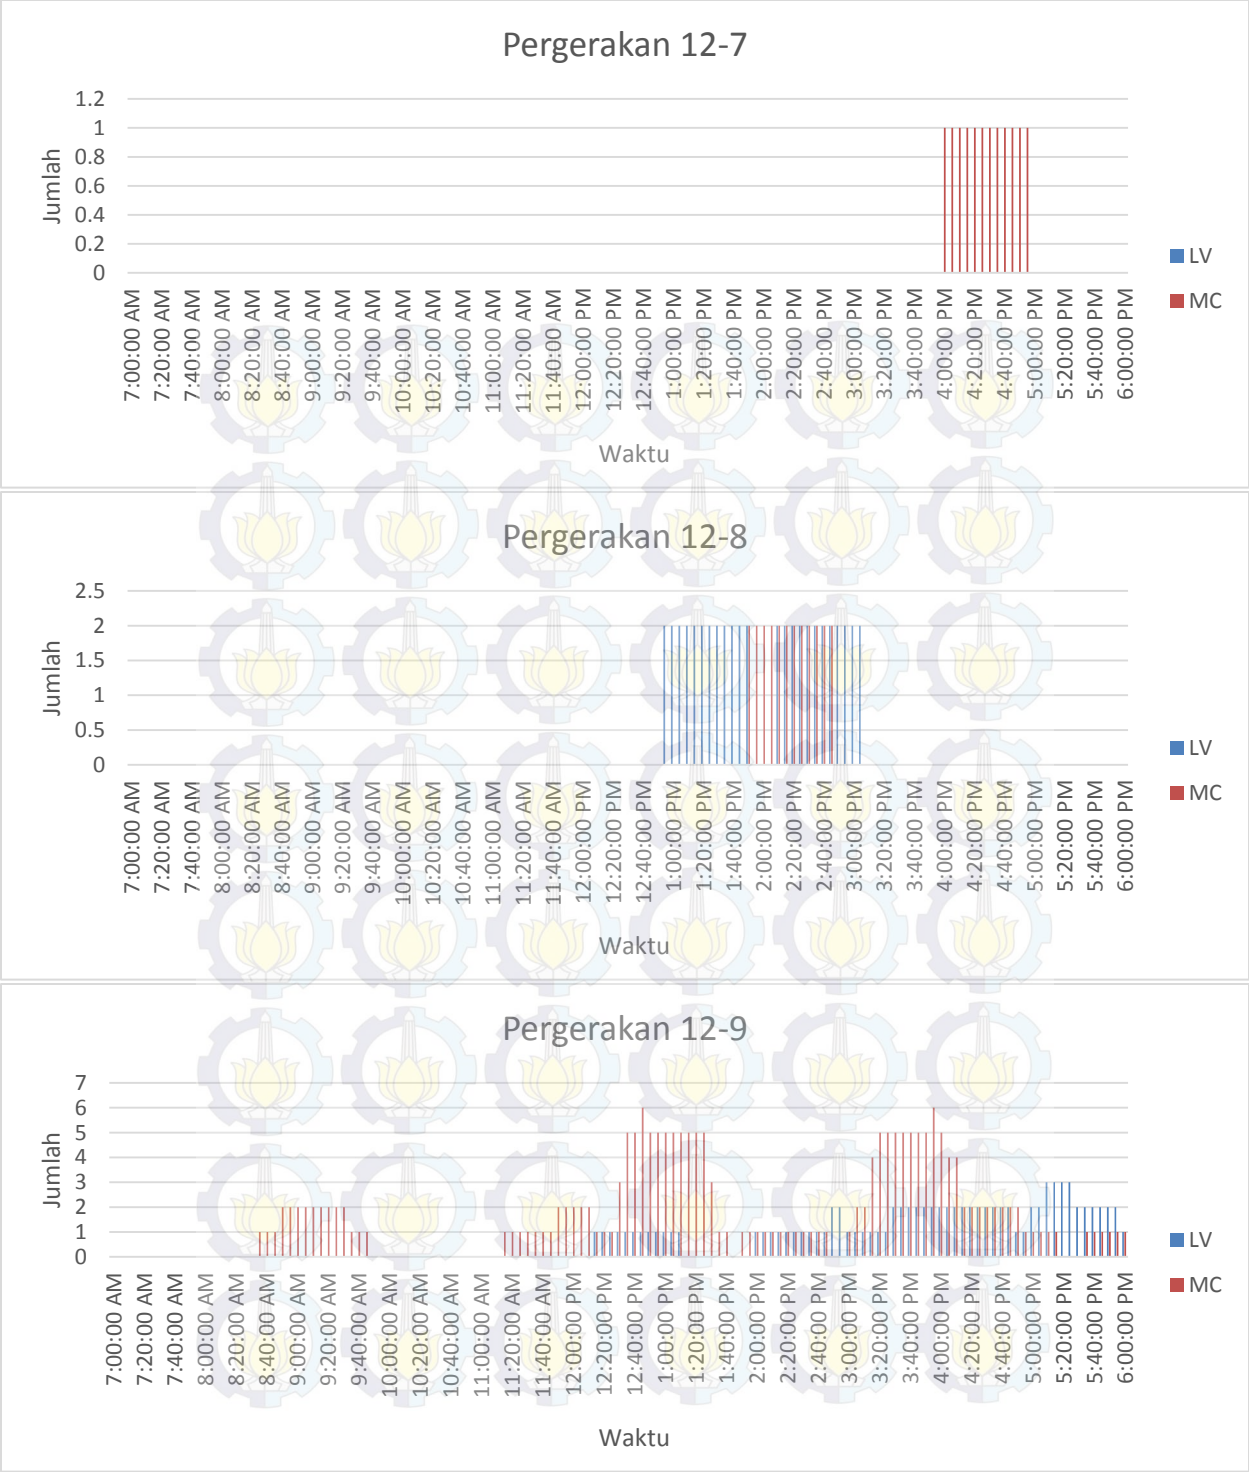 Pergerakan 12-7
1.2
1
0.8
0.6
0.4
0.2
0
Jumlah
7:00:00 AM
7:20:00 AM
7:40:00 AM
8:00:00 AM
8:20:00 AM
8:40:00 AM
9:00:00 AM
9:20:00 AM
9:40:00 AM
10:00:00 AM
10:20:00 AM
10:40:00 AM
11:00:00 AM
11:20:00 AM
11:40:00 AM
12:00:00 PM
12:20:00 PM
12:40:00 PM
1:00:00 PM
1:20:00 PM
1:40:00 PM
2:00:00 PM
2:20:00 PM
2:40:00 PM
3:00:00 PM
3:20:00 PM
3:40:00 PM
4:00:00 PM
4:20:00 PM
4:40:00 PM
5:00:00 PM
5:20:00 PM
5:40:00 PM
6:00:00 PM
Waktu
LV
MC
Pergerakan 12-8
2.5
2
1.5
1
0.5
0
Jumlah
7:00:00 AM
7:20:00 AM
7:40:00 AM
8:00:00 AM
8:20:00 AM
8:40:00 AM
9:00:00 AM
9:20:00 AM
9:40:00 AM
10:00:00 AM
10:20:00 AM
10:40:00 AM
11:00:00 AM
11:20:00 AM
11:40:00 AM
12:00:00 PM
12:20:00 PM
12:40:00 PM
1:00:00 PM
1:20:00 PM
1:40:00 PM
2:00:00 PM
2:20:00 PM
2:40:00 PM
3:00:00 PM
3:20:00 PM
3:40:00 PM
4:00:00 PM
4:20:00 PM
4:40:00 PM
5:00:00 PM
5:20:00 PM
5:40:00 PM
6:00:00 PM
Waktu
LV
MC
Pergerakan 12-9
7
6
5
4
3
2
1
0
Jumlah
7:00:00 AM
7:20:00 AM
7:40:00 AM
8:00:00 AM
8:20:00 AM
8:40:00 AM
9:00:00 AM
9:20:00 AM
9:40:00 AM
10:00:00 AM
10:20:00 AM
10:40:00 AM
11:00:00 AM
11:20:00 AM
11:40:00 AM
12:00:00 PM
12:20:00 PM
12:40:00 PM
1:00:00 PM
1:20:00 PM
1:40:00 PM
2:00:00 PM
2:20:00 PM
2:40:00 PM
3:00:00 PM
3:20:00 PM
3:40:00 PM
4:00:00 PM
4:20:00 PM
4:40:00 PM
5:00:00 PM
5:20:00 PM
5:40:00 PM
6:00:00 PM
Waktu
LV
MC